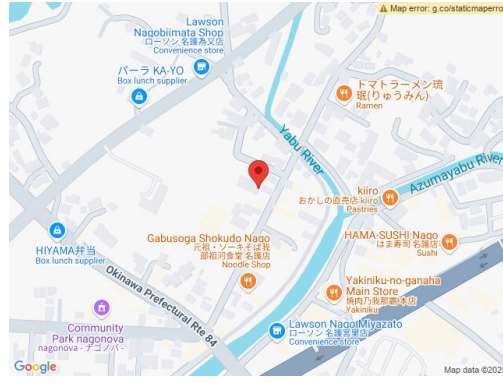 Map error: g.co/staticmaperro
Lawson
Nagobiimata Shop
ローソン 名護為又店
Convenience store
パーラ KA-YO
Box lunch supplier
トマトラーメン琉
珉(りゅうみん)
Ramen
Yabu River
Azumayabu River
kiiro
おかしの直売店 kiiro
Pastries
HYIAMA弁当
Box lunch supplier
Gabusoga Shokudo Nago
元祖・ソーキそば我
部祖河食堂 名護店
Noodle Shop
HAMA-SUSHI Nago
はま寿司 名護店
Sushi
Okinawa Prefectural Rte 84
Yakiniku-no-ganaha
Main Store
焼肉乃我那覇 本店
Yakiniku
Community
Park nagonova
nagonova - ナゴノバ -
Lawson Nago Miyazato
ローソン 名護宮里店
Convenience store
Google
Map data ©202